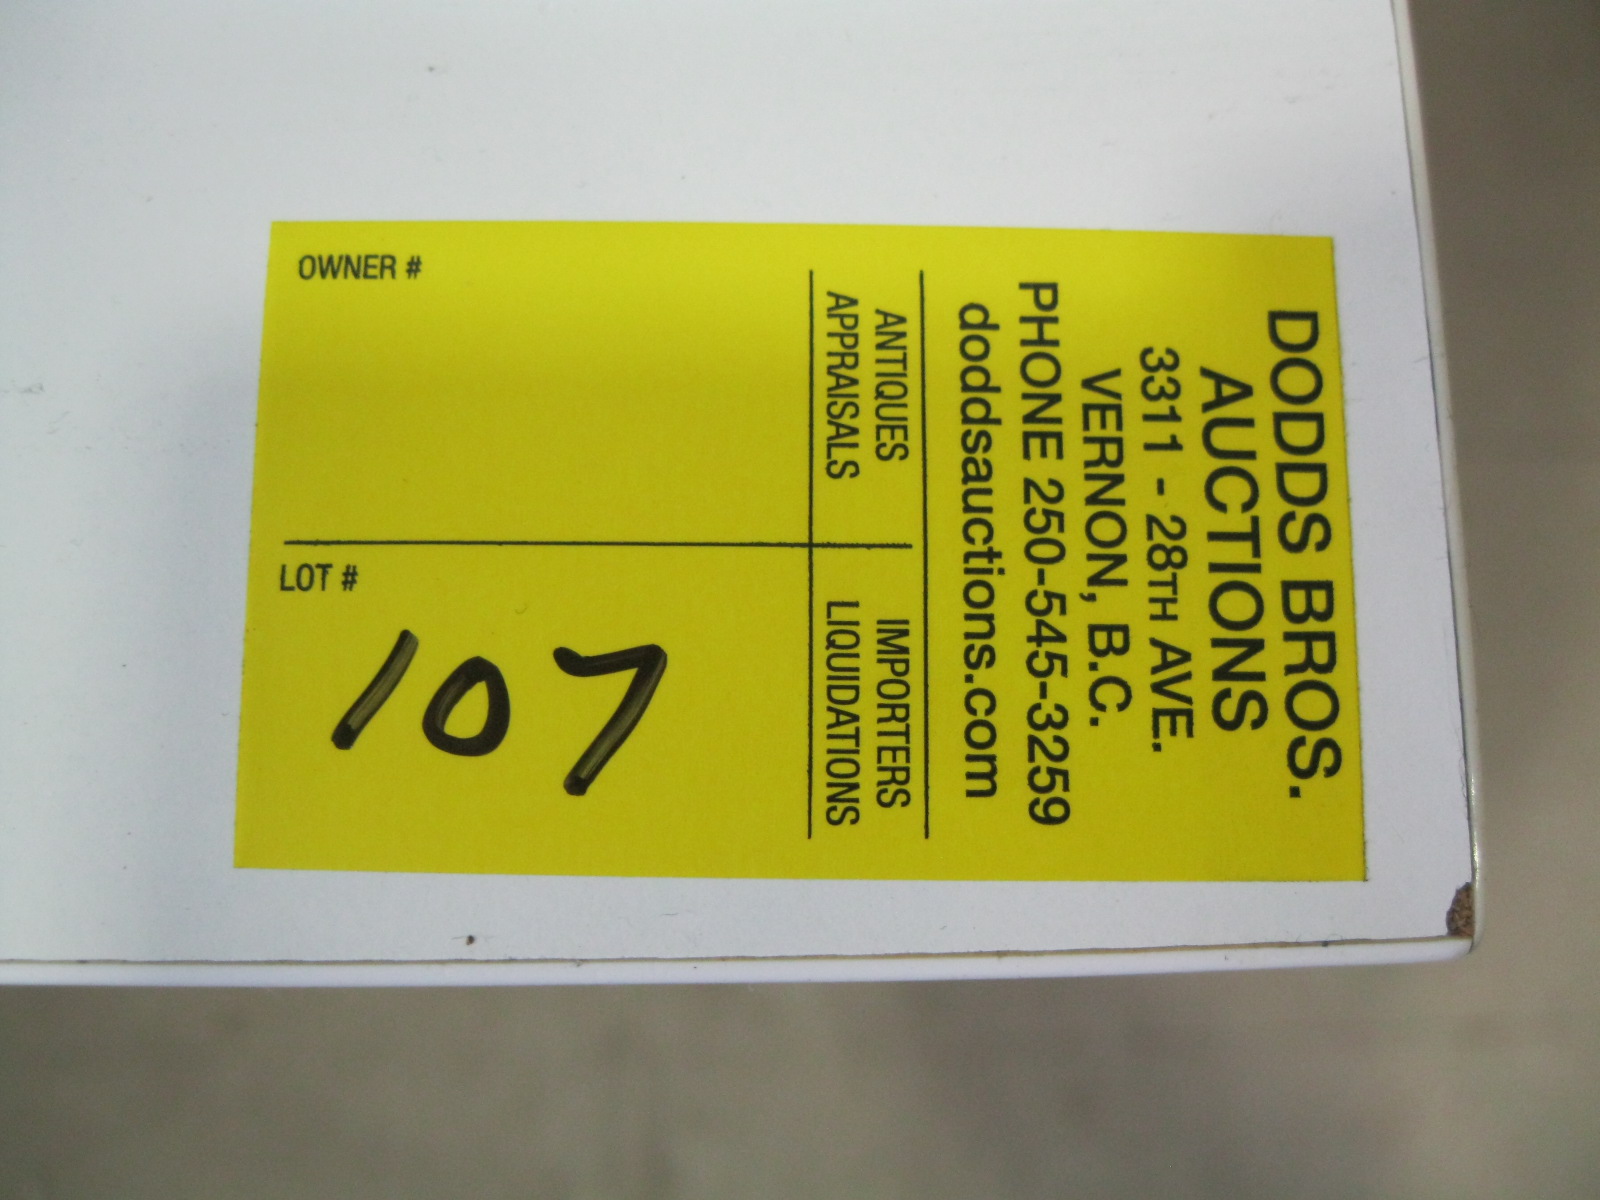 DODDS BROS.
AUCTIONS
3311 - 28TH AVE.
VERNON, B.C.
PHONE 250-545-3259
doddsauctions.com
ANTIQUES IMPORTERS
APPRAISALS LIQUIDATIONS
OWNER #
LOT #
107